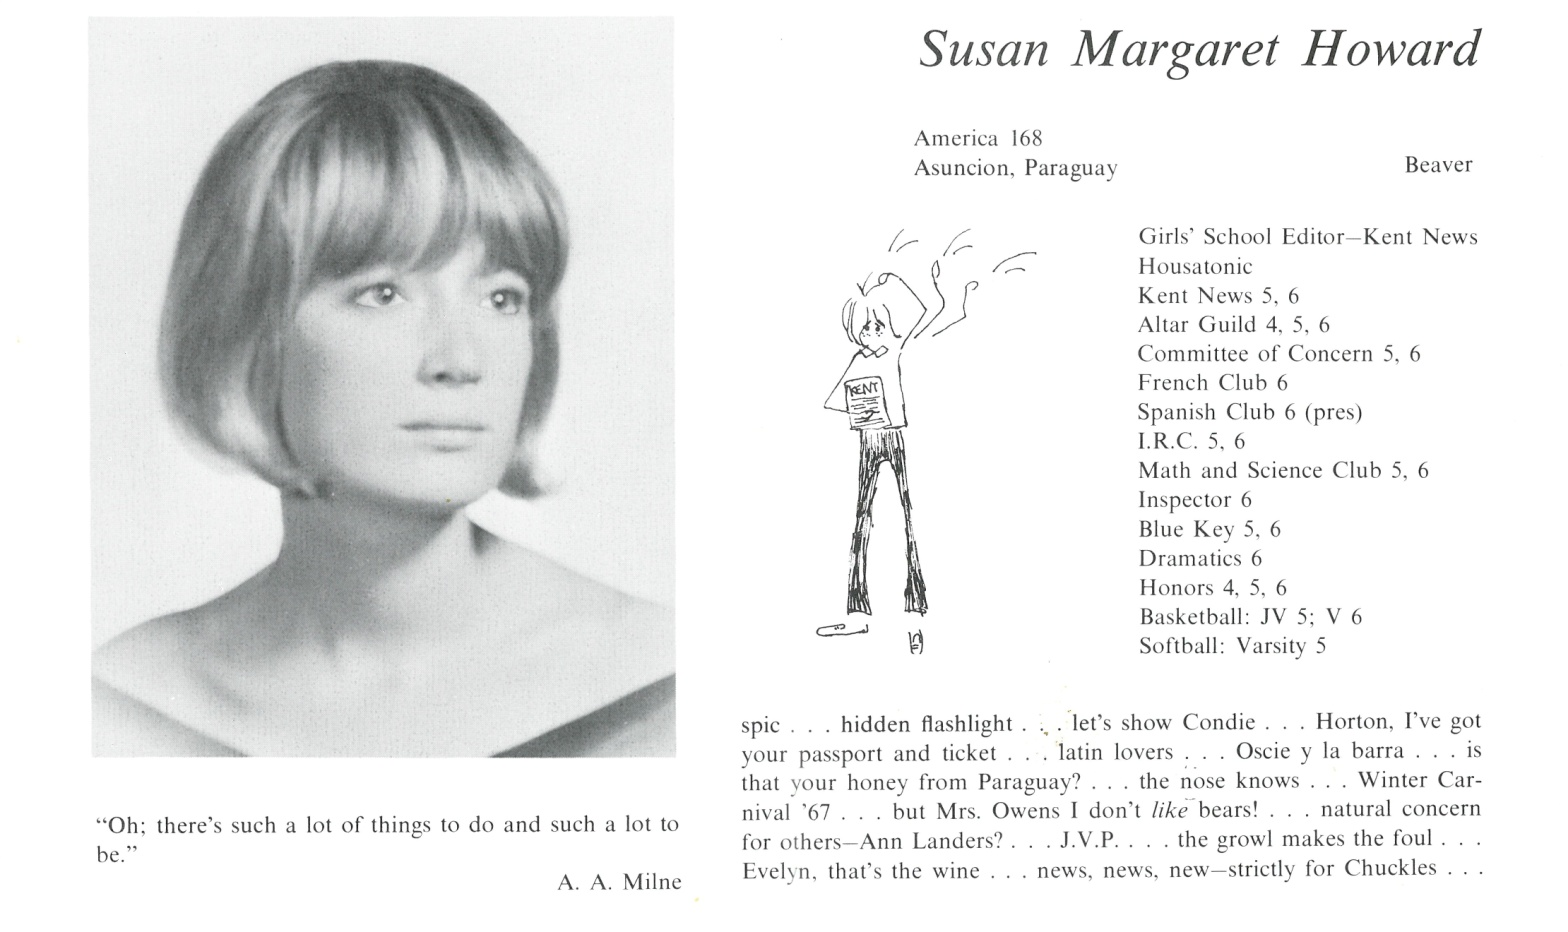 Susan Margaret Howard
America 168
Asuncion, Paraguay
Beaver
KENT
Girls' School Editor—Kent News
Housatonic
Kent News 5, 6
Altar Guild 4, 5, 6
Committee of Concern 5, 6
French Club 6
Spanish Club 6 (pres)
I.R.C. 5, 6
Math and Science Club 5, 6
Inspector 6
Blue Key 5, 6
Dramatics 6
Honors 4, 5, 6
Basketball: JV 5; V 6
Softball: Varsity 5
"Oh; there's such a lot of things to do and such a lot to
be."
A. A. Milne
spic . . . hidden flashlight . . . let's show Condie . . . Horton, I've got
your passport and ticket . . . latin lovers . . . Oscie y la barra . . . is
that your honey from Paraguay? . . . the nose knows . . . Winter Car-
nival '67 . . . but Mrs. Owens I don't like bears! . . . natural concern
for others—Ann Landers? . . . J.V.P. . . . the growl makes the foul . . .
Evelyn, that's the wine . . . news, news, new—strictly for Chuckles . . .